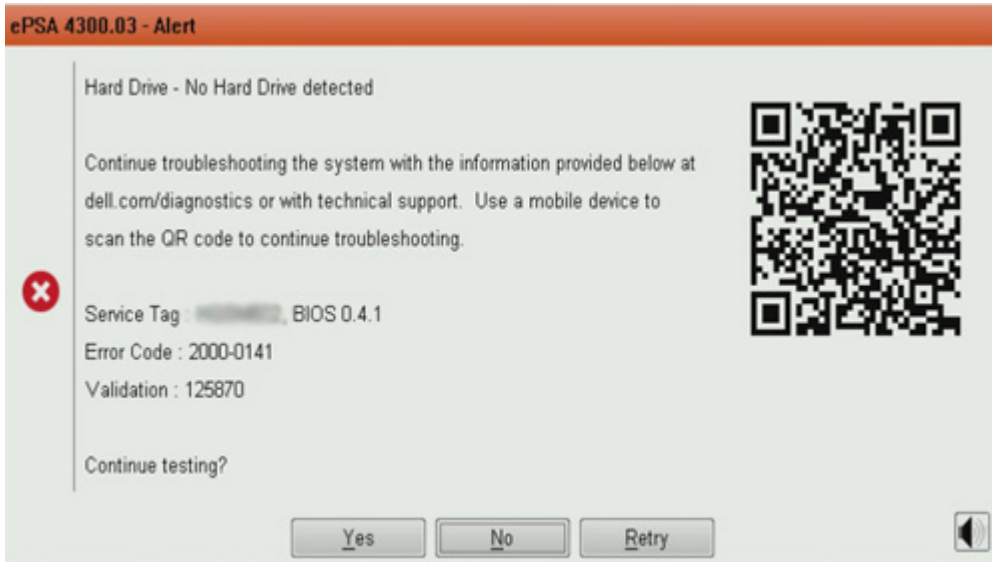 ePSA 4300.03 - Alert
Hard Drive - No Hard Drive detected
Continue troubleshooting the system with the information provided below at
dell.com/diagnostics or with technical support. Use a mobile device to
scan the QR code to continue troubleshooting.
Service Tag : , BIOS 0.4.1
Error Code : 2000-0141
Validation : 125870
Continue testing?
Yes
No
Retry